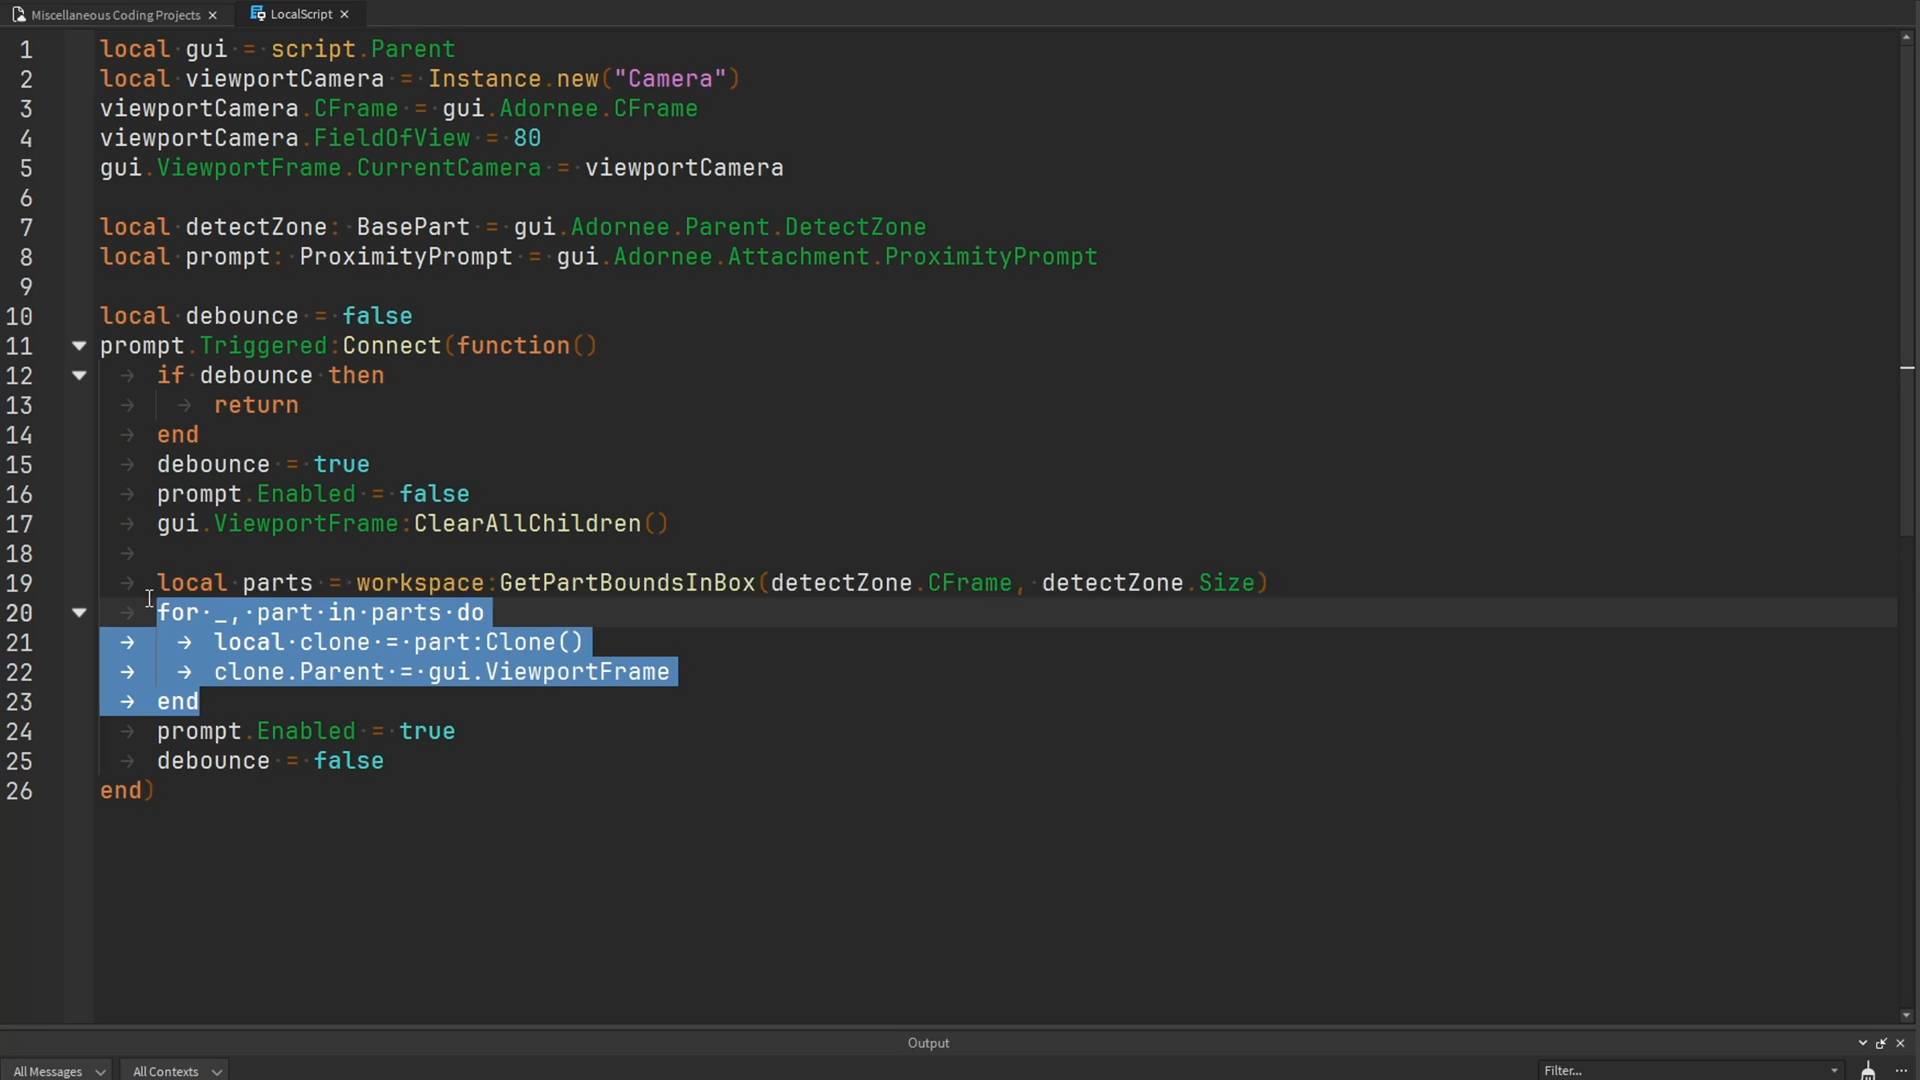 Miscellaneous Coding Projects
LocalScript
1 local gui = script.Parent
2 local viewportCamera = Instance.new("Camera")
3 viewportCamera.CFrame = gui.Adornee.CFrame
4 viewportCamera.FieldOfView = 80
5 gui.ViewportFrame.CurrentCamera = viewportCamera
6
7 local detectZone: BasePart = gui.Adornee.Parent.DetectZone
8 local prompt: ProximityPrompt = gui.Adornee.Attachment.ProximityPrompt
9
10 local debounce = false
11 prompt.Triggered:Connect(function()
12 if debounce then
13 return
14 end
15 debounce = true
16 prompt.Enabled = false
17 gui.ViewportFrame:ClearAllChildren()
18
19 local parts = workspace:GetPartBoundsInBox(detectZone.CFrame, detectZone.Size)
20 for _, part in parts do
21 local clone = part:Clone()
22 clone.Parent = gui.ViewportFrame
23 end
24 prompt.Enabled = true
25 debounce = false
26 end)
Output
All Messages
All Contexts
Filter...